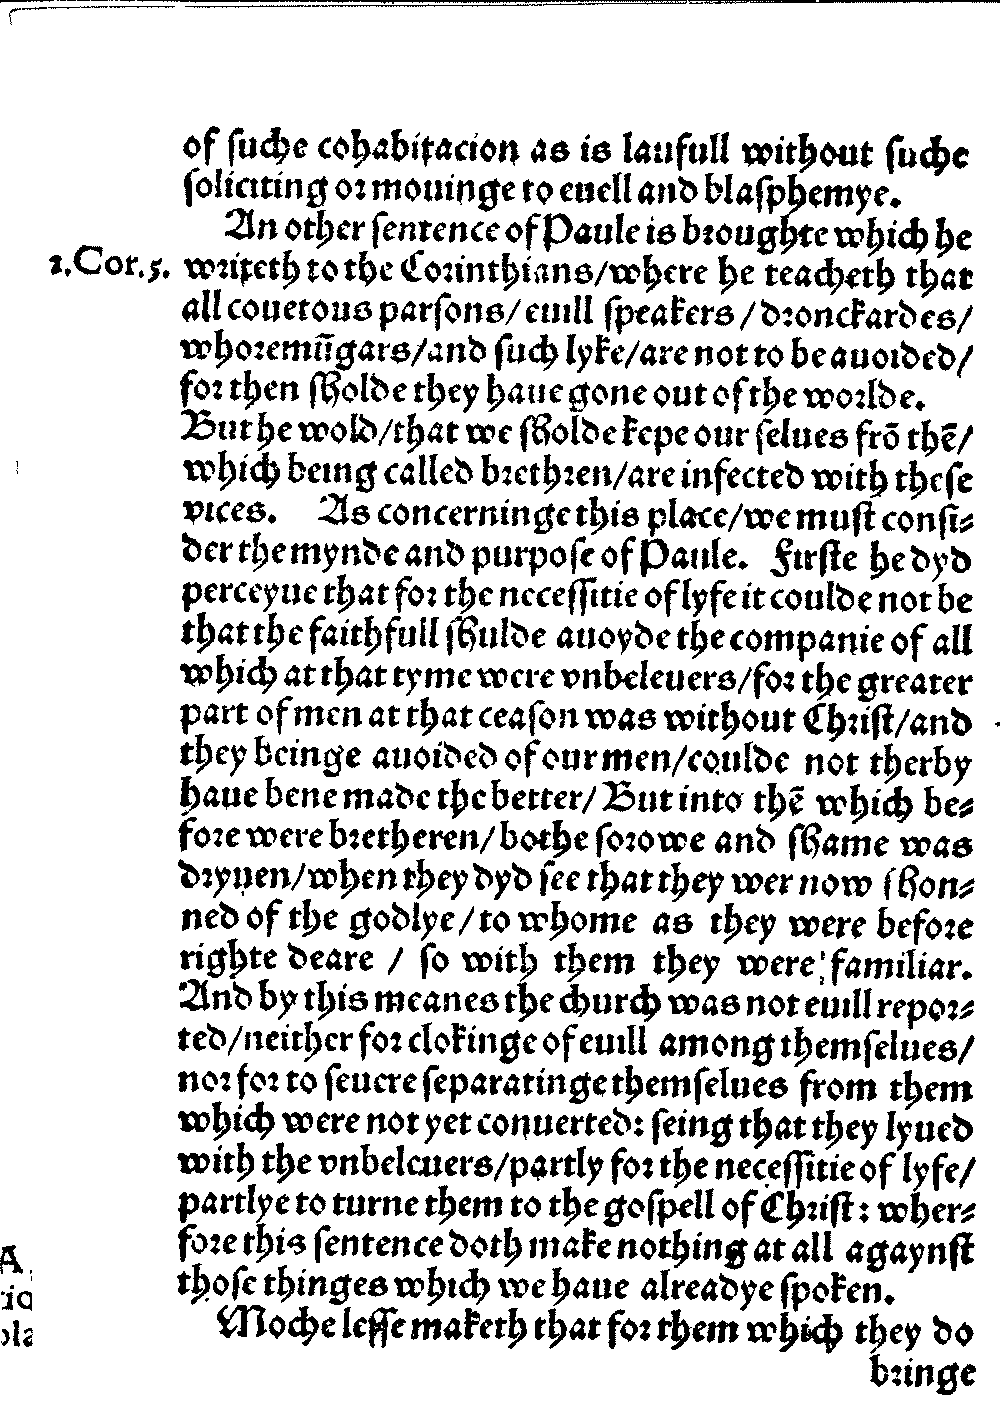 of ſuche cohabitacion as is laufull without ſuche
ſoliciting or mouinge to euell and blaſphemye.
An other ſentence of Paule is broughte which he
1.Cor.5. writeth to the Corinthians/where he teacheth that
all couetous parſons/ euill ſpeakers /dronckardes/
whoremũgars/and ſuch lyke/are not to be auoided/
for then ſholde they haue gone out of the worlde.
But he wold/that we ſholde kepe our ſelues frō thẽ/
which being called brethren/are infected with theſe
vices. As concerninge this place/we muſt conſi⸗
der the mynde and purpoſe of Paule. Firſte he dyd
perceyue that for the neceſſitie of lyfe it coulde not be
that the faithfull ſhulde auoyde the companie of all
which at that tyme were vnbeleuers/for the greater
part of men at that ceaſon was without Chriſt/and
they beinge auoided of our men/coulde not therby
haue bene made the better/ But into thẽ which be⸗
fore were bretheren/bothe ſorowe and ſhame was
dryuen/when they dyd ſee that they wer now ſhon⸗
ned of the godlye/to whome as they were before
righte deare / ſo with them they were familiar.
And by this meanes the church was not euill repor⸗
ted/neither for clokinge of euill among themſelues/
nor for to ſeuere ſeparatinge themſelues from them
which were not yet conuerted: ſeing that they lyued
with the vnbeleuers/partly for the neceſſitie of lyfe/
partlye to turne them to the goſpell of Chriſt: wher⸗
fore this ſentence doth make nothing at all agaynſt
thoſe thinges which we haue alreadye ſpoken.
Moche leſſe maketh that for them which they do
bringe